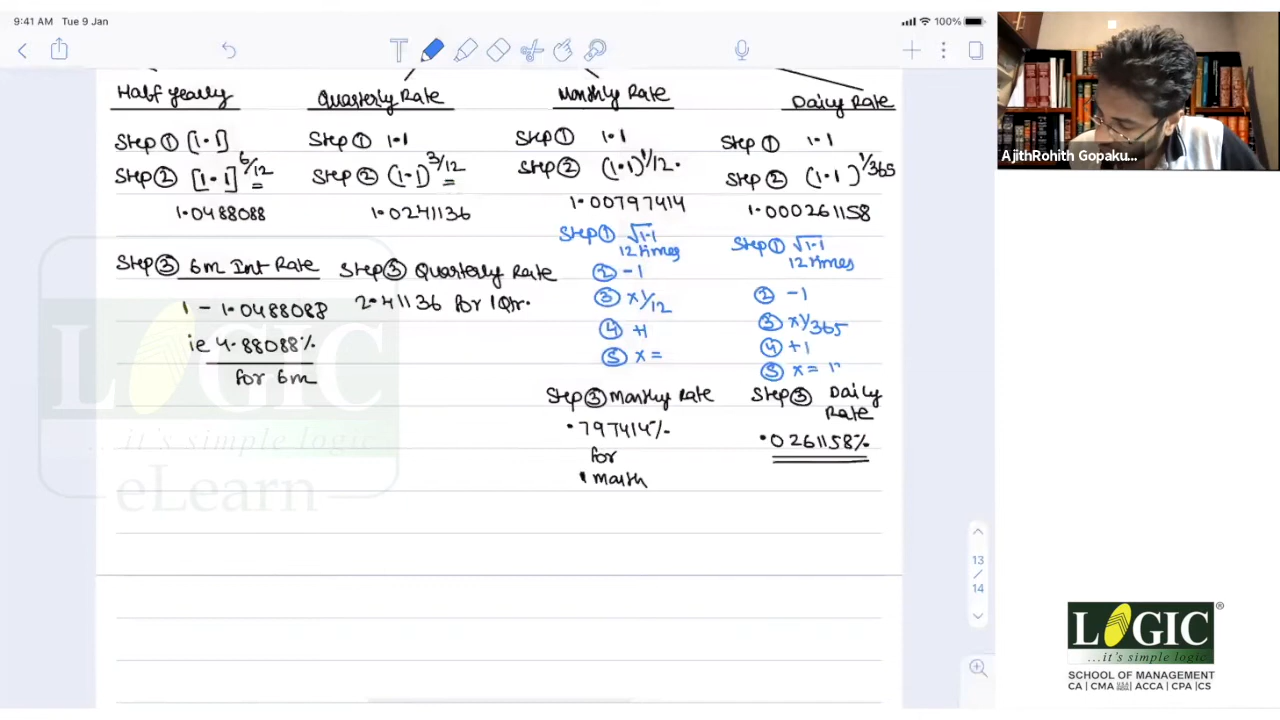 9:41 AM Tue 9 Jan
100%
Half yearly
Step ① [1.1]
Step ② [1.1]^6/12 =
1.0488088
Step ③ 6m Int Rate
1 - 1.0488088
ie 4.88088%
for 6m
Quarterly Rate
Step ① 1.1
Step ② (1.1)^3/12 =
1.0241136
Step ③ Quarterly Rate
2.41136 for 1Qtr.
Monthly Rate
Step ① 1.1
Step ② (1.1)^1/12.
1.00797414
Step ① √1.1
12 times
② -1
③ x 1/12
④ +1
⑤ x =
Step ③ Monthly Rate
.797414%
for
1 Month
Daily Rate
Step ① 1.1
Step ② (1.1)^1/365
1.000261158
Step ① √1.1
12 times
② -1
③ x 1/365
④ +1
⑤ x = 1'
Step ③ Daily
Rate
.0261158%
LOGIC
...it's simple logic
eLearn
13
/
14
AjithRohith Gopaku...
LOGIC®
...it's simple logic
SCHOOL OF MANAGEMENT
CA | CMA | ACCA | CPA | CS